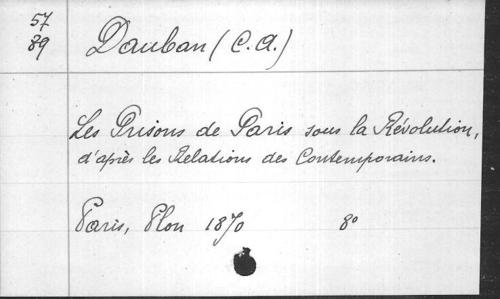 57
89
Dauban (C. A.)
Les Prisons de Paris sous la Révolution,
d'après les Relations des Contemporains.
Paris, Plon 1870 8°